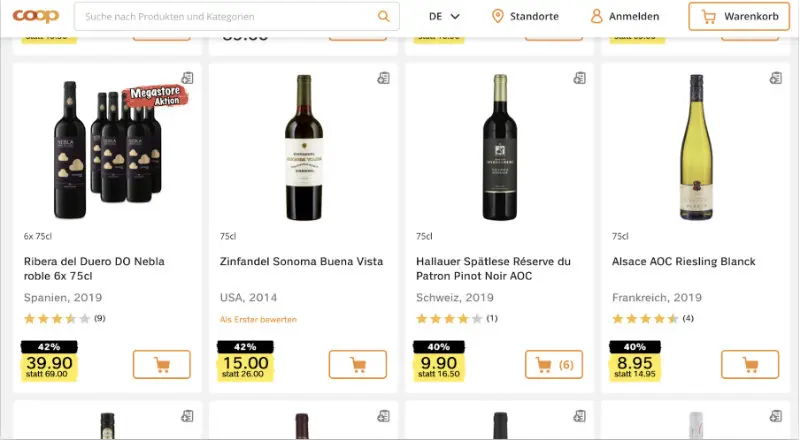 coop
Suche nach Produkten und Kategorien
DE
Standorte
Anmelden
Warenkorb
Megastore
Aktion
NEBLA
6x 75cl
Ribera del Duero DO Nebla
roble 6x 75cl
Spanien, 2019
(9)
42%
39.90
statt 69.00
75cl
Zinfandel Sonoma Buena Vista
USA, 2014
Als Erster bewerten
42%
15.00
statt 26.00
75cl
Hallauer Spätlese Réserve du
Patron Pinot Noir AOC
Schweiz, 2019
(1)
40%
9.90
statt 16.50
(6)
75cl
Alsace AOC Riesling Blanck
Frankreich, 2019
(4)
40%
8.95
statt 14.95